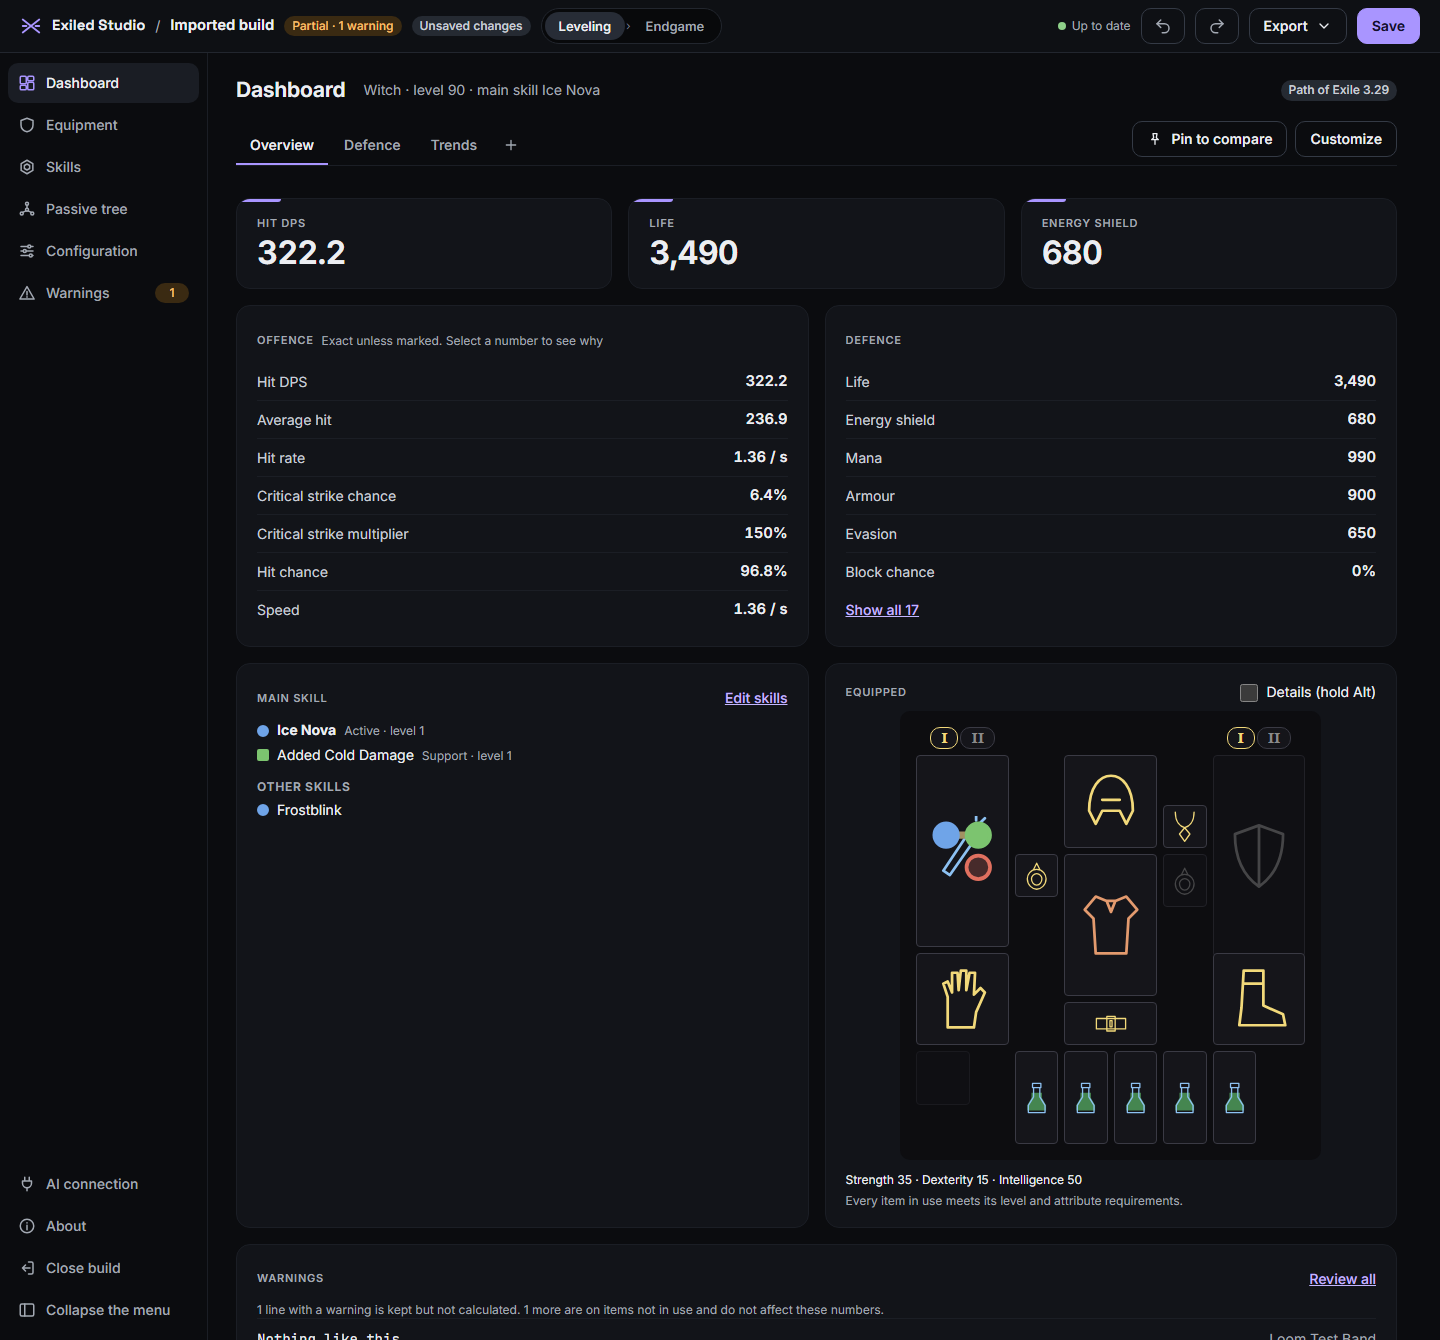 Exiled Studio / Imported build Partial · 1 warning Unsaved changes Leveling › Endgame Up to date Export Save
Dashboard
Equipment
Skills
Passive tree
Configuration
Warnings 1
AI connection
About
Close build
Collapse the menu
Dashboard Witch · level 90 · main skill Ice Nova Path of Exile 3.29
Overview Defence Trends + Pin to compare Customize
HIT DPS
322.2
LIFE
3,490
ENERGY SHIELD
680
OFFENCE Exact unless marked. Select a number to see why
Hit DPS 322.2
Average hit 236.9
Hit rate 1.36 / s
Critical strike chance 6.4%
Critical strike multiplier 150%
Hit chance 96.8%
Speed 1.36 / s
DEFENCE
Life 3,490
Energy shield 680
Mana 990
Armour 900
Evasion 650
Block chance 0%
Show all 17
MAIN SKILL Edit skills
Ice Nova Active · level 1
Added Cold Damage Support · level 1
OTHER SKILLS
Frostblink
EQUIPPED Details (hold Alt)
I II I II
Strength 35 · Dexterity 15 · Intelligence 50
Every item in use meets its level and attribute requirements.
WARNINGS Review all
1 line with a warning is kept but not calculated. 1 more are on items not in use and do not affect these numbers.
Nothing like this Loom Test Band